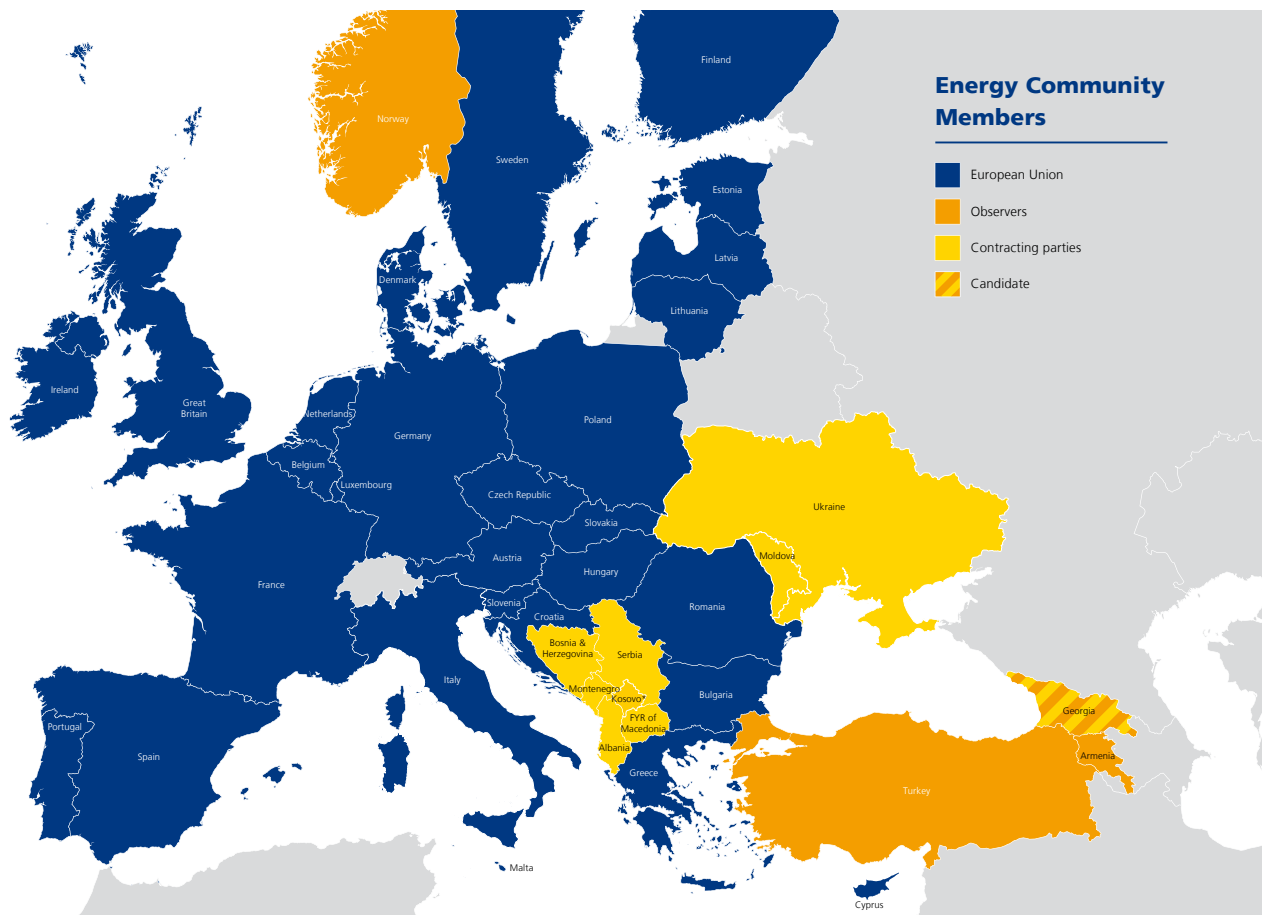 Energy Community
Members
European Union
Observers
Contracting parties
Candidate
Finland
Norway
Sweden
Estonia
Latvia
Denmark
Lithuania
Ireland
Great
Britain
Netherlands
Poland
Germany
Belgium
Luxembourg
Czech Republic
Ukraine
Slovakia
Moldova
Austria
Hungary
France
Slovenia
Romania
Croatia
Bosnia &
Herzegovina
Serbia
Italy
Montenegro
Kosovo*
Bulgaria
Georgia
FYR of
Macedonia
Portugal
Albania
Armenia
Spain
Greece
Turkey
Malta
Cyprus